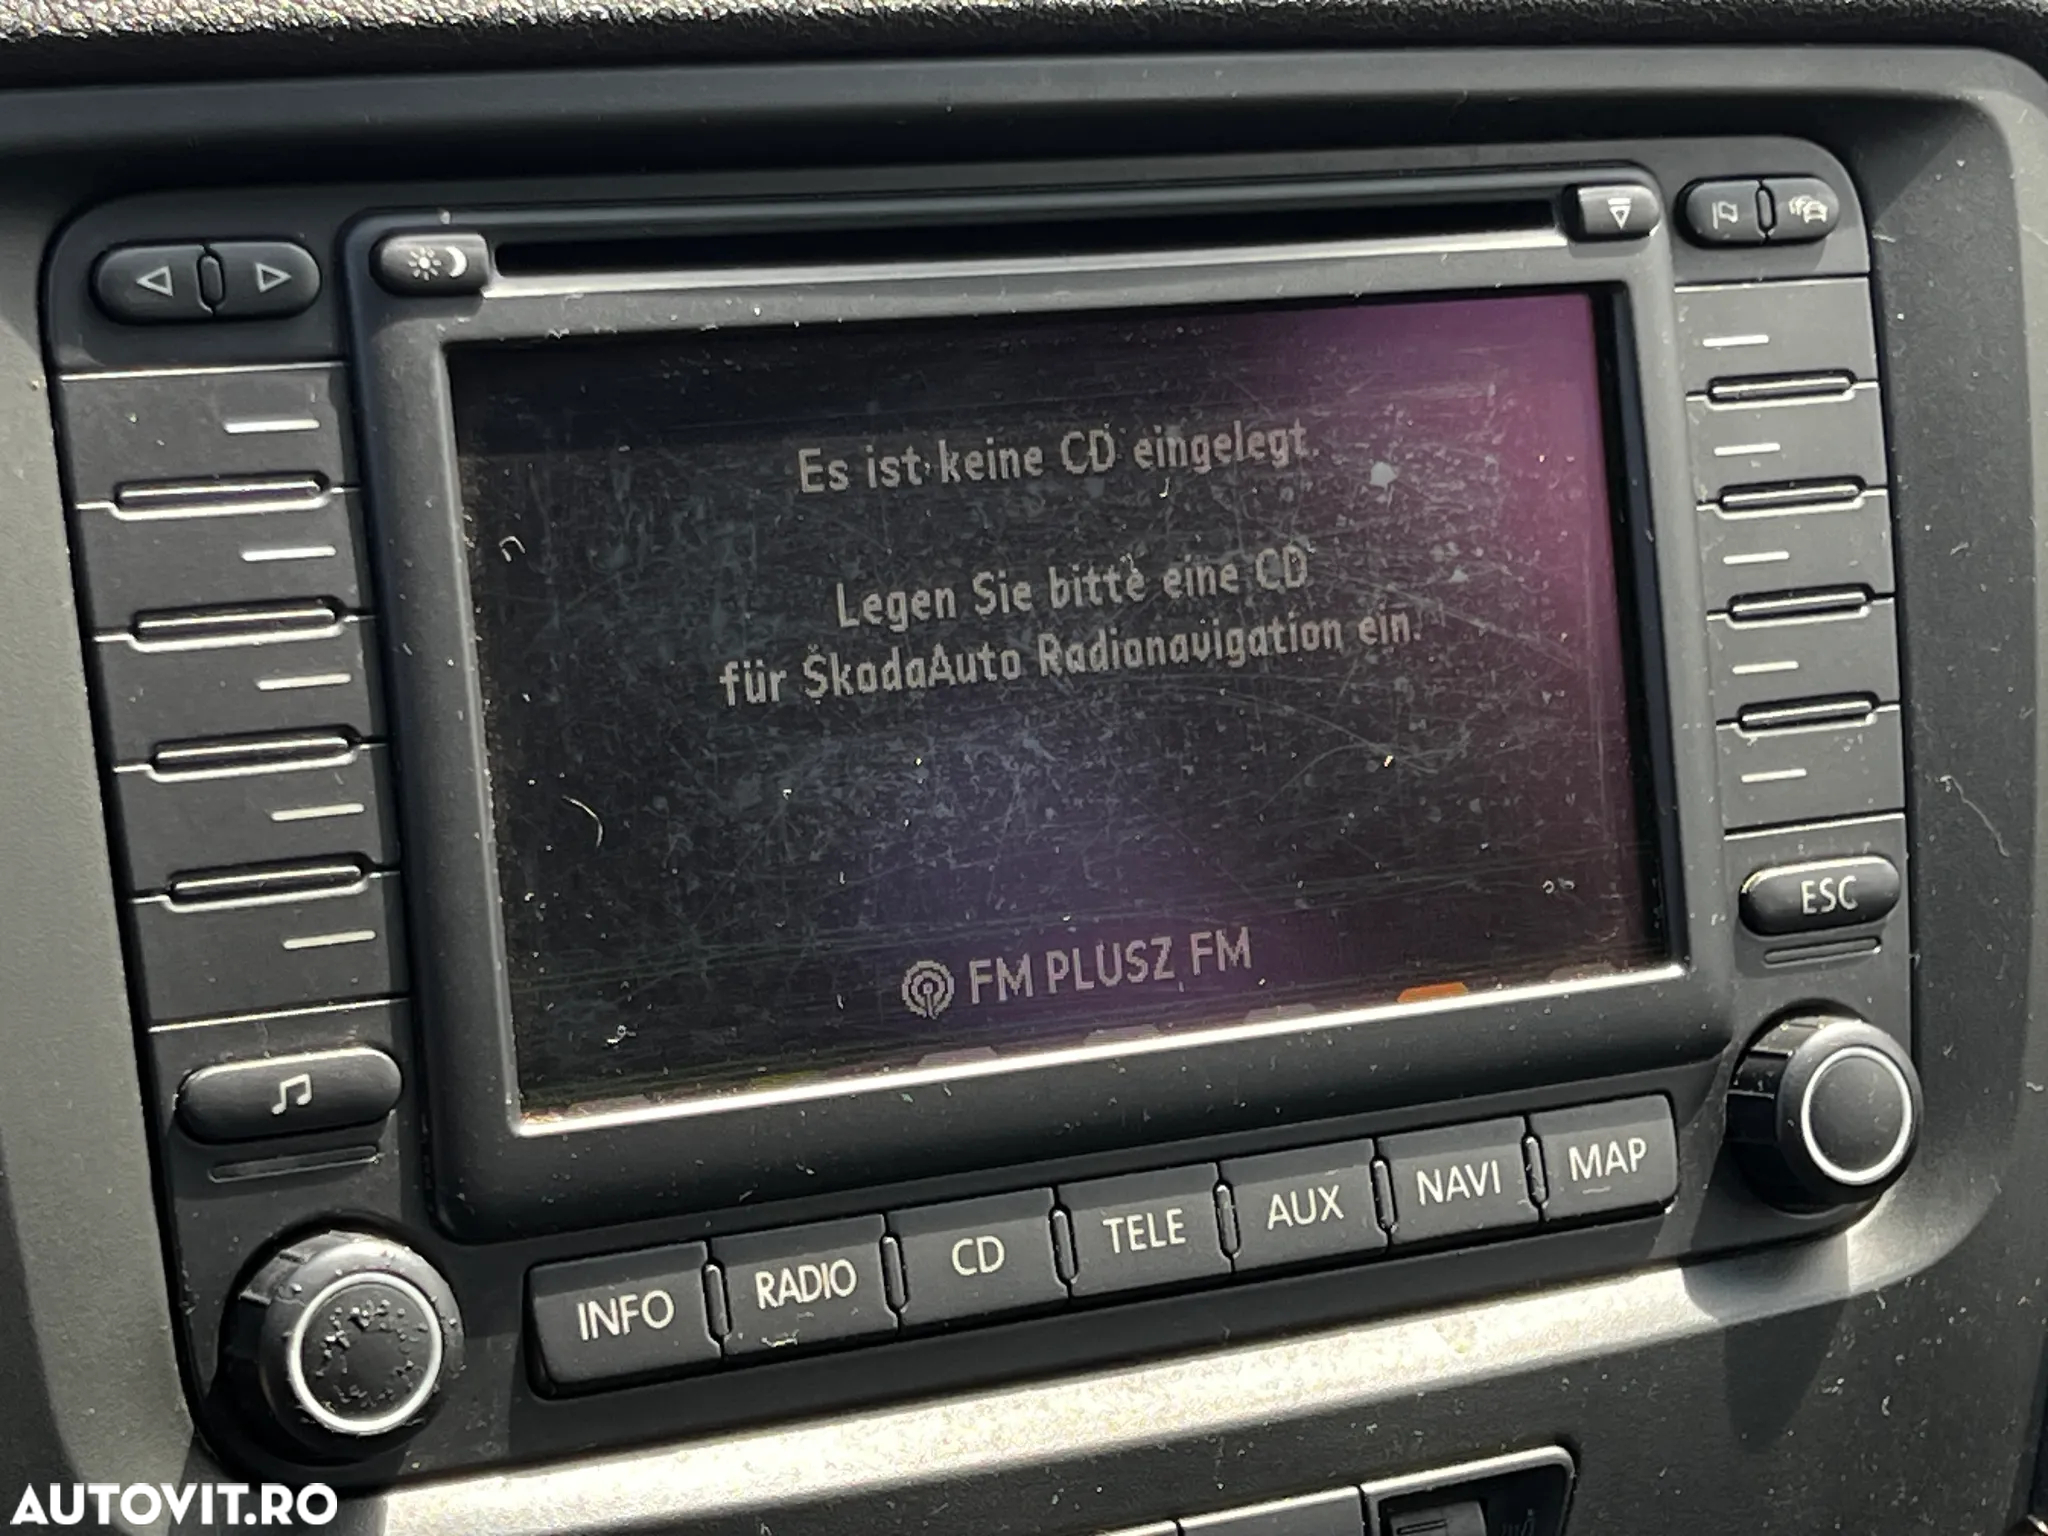 Es ist keine CD eingelegt.
Legen Sie bitte eine CD
für ŠkodaAuto Radionavigation ein.
FM PLUSZ FM
ESC
INFO
RADIO
CD
TELE
AUX
NAVI
MAP
AUTOVIT.RO